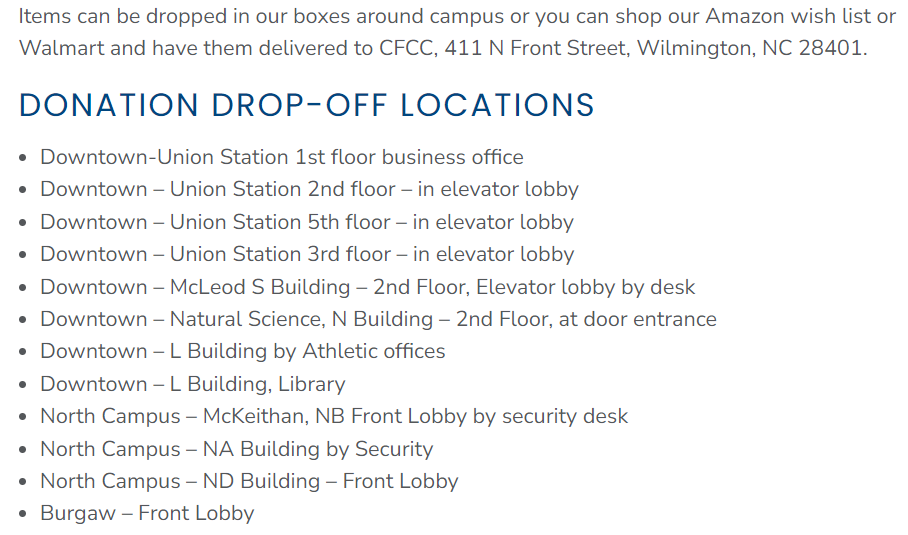 Items can be dropped in our boxes around campus or you can shop our Amazon wish list or
Walmart and have them delivered to CFCC, 411 N Front Street, Wilmington, NC 28401.
DONATION DROP-OFF LOCATIONS
• Downtown-Union Station 1st floor business office
• Downtown – Union Station 2nd floor – in elevator lobby
• Downtown – Union Station 5th floor – in elevator lobby
• Downtown – Union Station 3rd floor – in elevator lobby
• Downtown – McLeod S Building – 2nd Floor, Elevator lobby by desk
• Downtown – Natural Science, N Building – 2nd Floor, at door entrance
• Downtown – L Building by Athletic offices
• Downtown – L Building, Library
• North Campus – McKeithan, NB Front Lobby by security desk
• North Campus – NA Building by Security
• North Campus – ND Building – Front Lobby
• Burgaw – Front Lobby